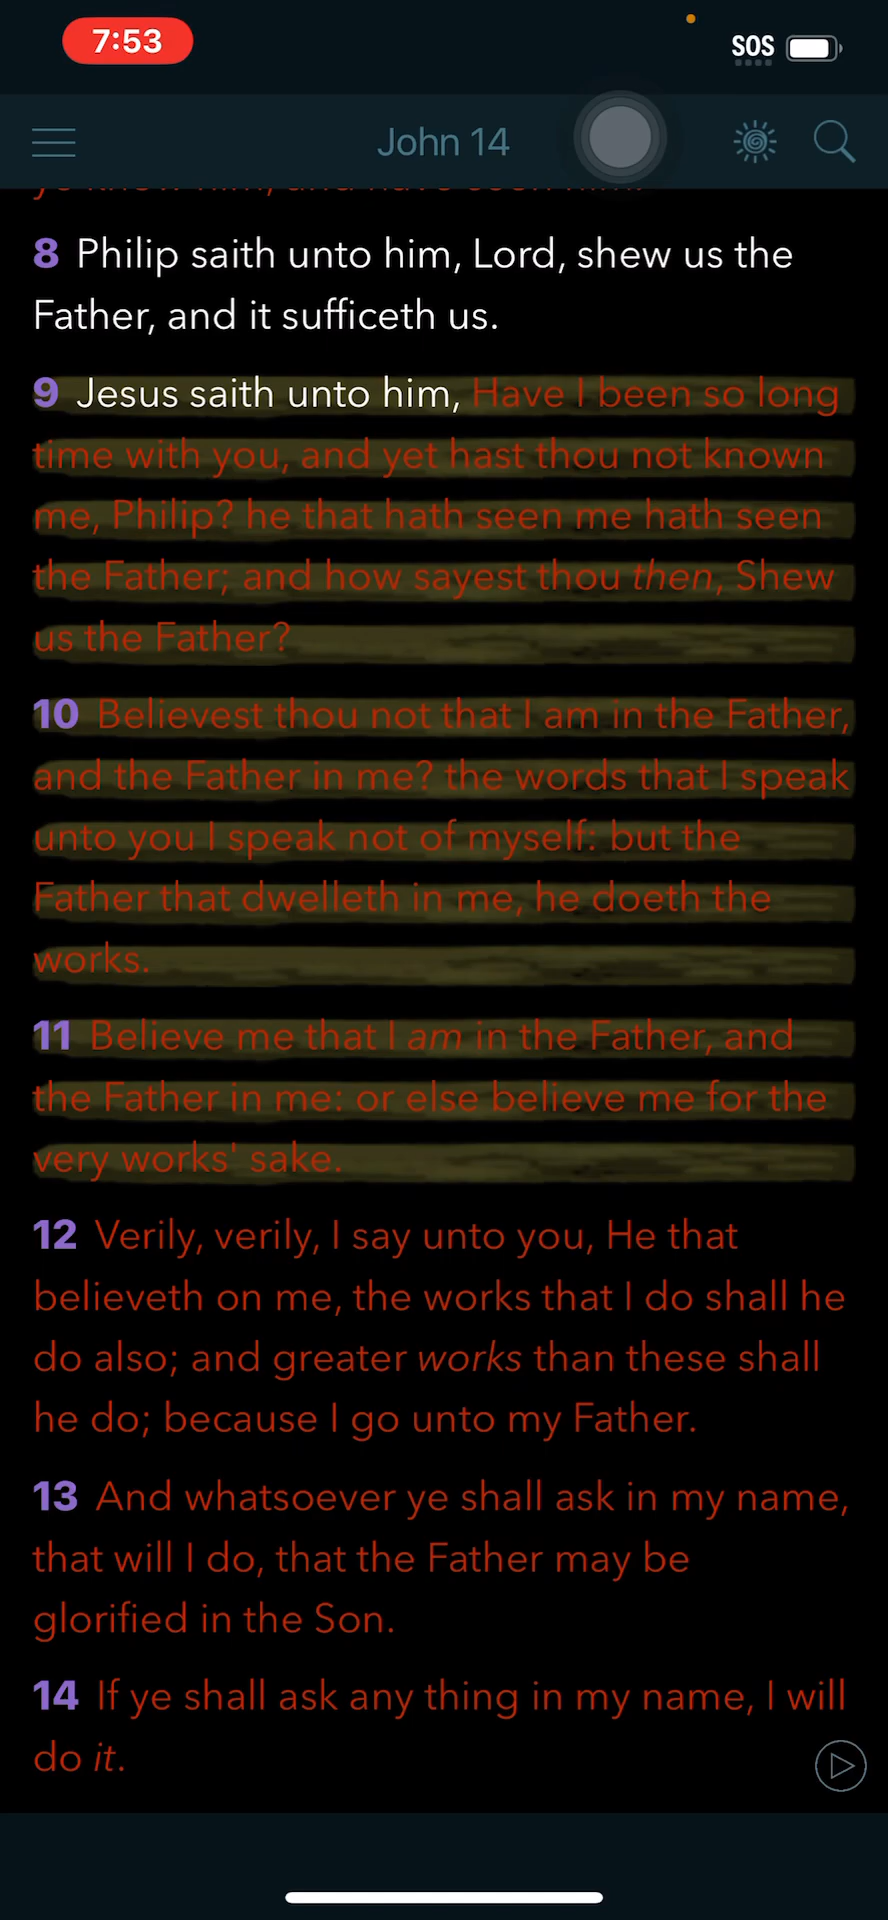 7:53
SOS
John 14
8 Philip saith unto him, Lord, shew us the
Father, and it sufficeth us.
9 Jesus saith unto him, Have I been so long
time with you, and yet hast thou not known
me, Philip? he that hath seen me hath seen
the Father; and how sayest thou then, Shew
us the Father?
10 Believest thou not that I am in the Father,
and the Father in me? the words that I speak
unto you I speak not of myself: but the
Father that dwelleth in me, he doeth the
works.
11 Believe me that I am in the Father, and
the Father in me: or else believe me for the
very works' sake.
12 Verily, verily, I say unto you, He that
believeth on me, the works that I do shall he
do also; and greater works than these shall
he do; because I go unto my Father.
13 And whatsoever ye shall ask in my name,
that will I do, that the Father may be
glorified in the Son.
14 If ye shall ask any thing in my name, I will
do it.